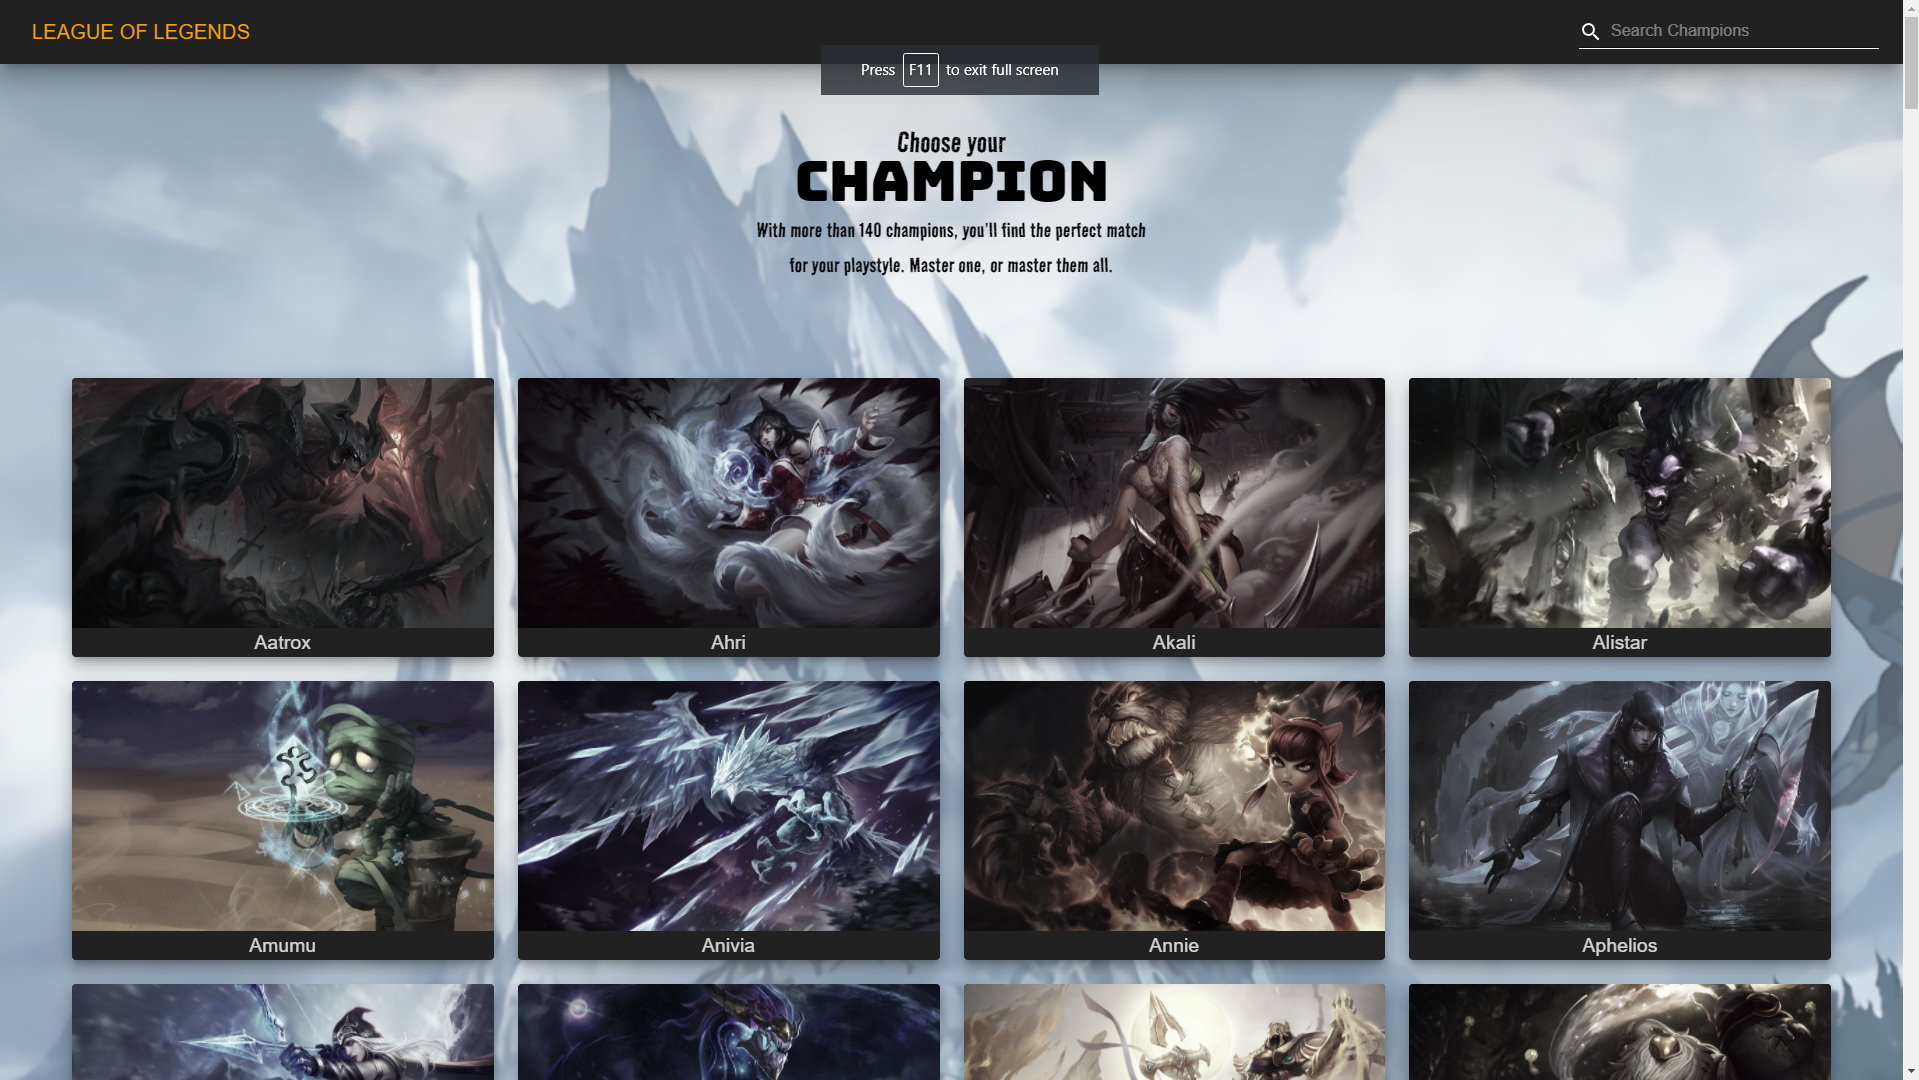 LEAGUE OF LEGENDS
Search Champions
Press F11 to exit full screen
Choose your
CHAMPION
With more than 140 champions, you'll find the perfect match
for your playstyle. Master one, or master them all.
Aatrox
Ahri
Akali
Alistar
Amumu
Anivia
Annie
Aphelios